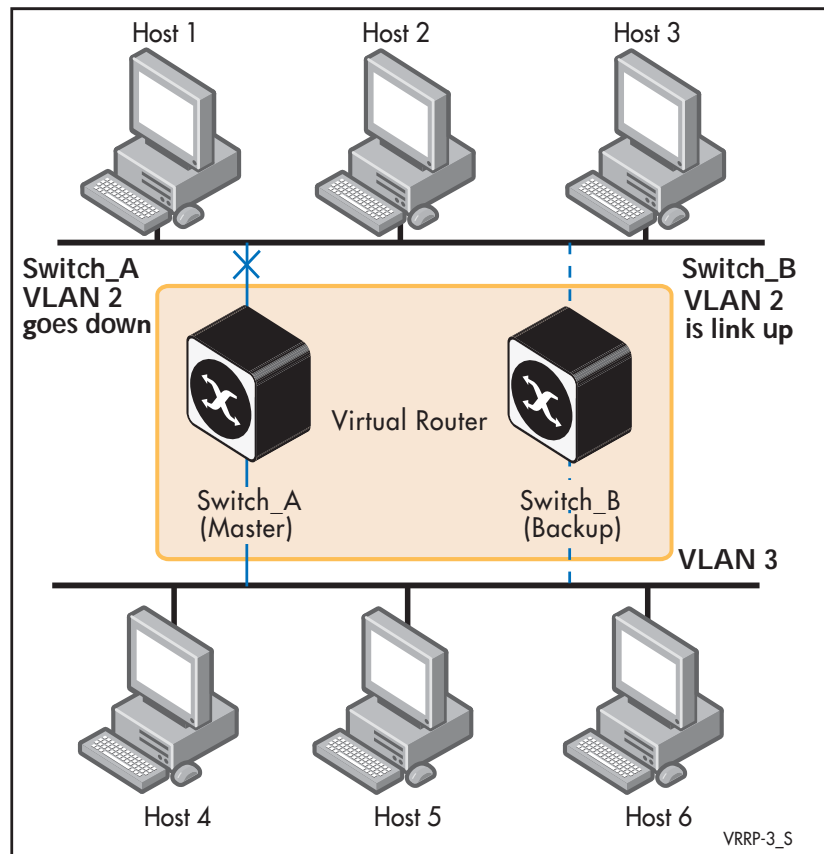 Host 1
Host 2
Host 3
Switch_A
VLAN 2
goes down
Switch_B
VLAN 2
is link up
Virtual Router
Switch_A
(Master)
Switch_B
(Backup)
VLAN 3
Host 4
Host 5
Host 6
VRRP-3_S